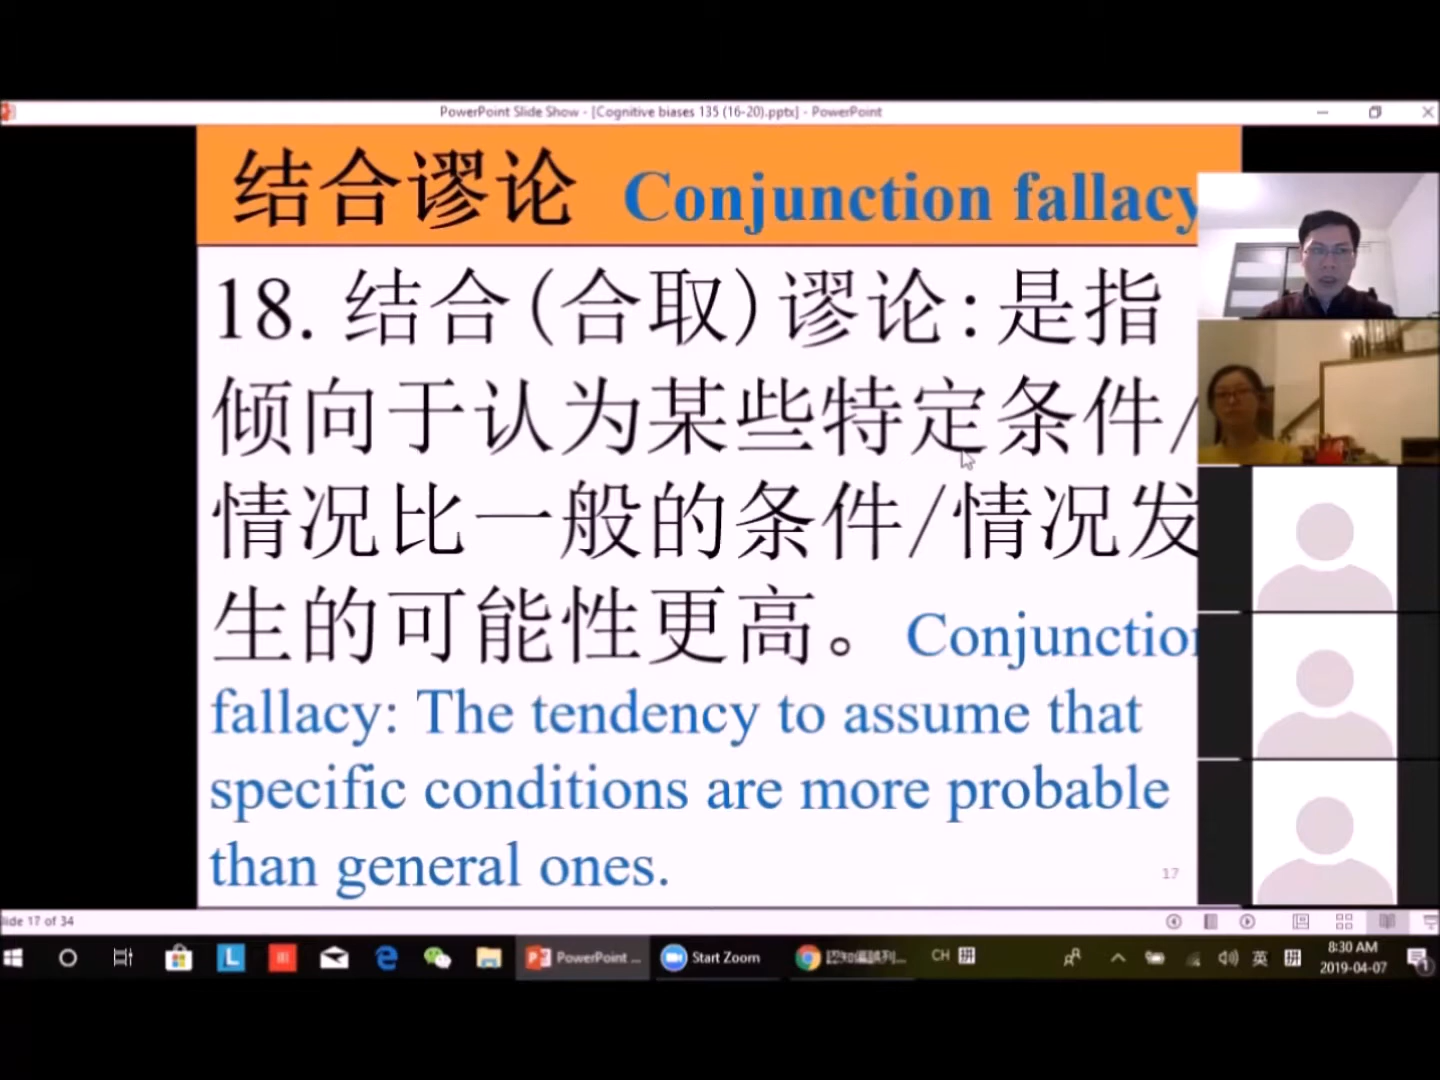 PowerPoint Slide Show - [Cognitive biases 135 (16-20).pptx] - PowerPoint
结合谬论 Conjunction fallacy
18. 结合(合取)谬论:是指
倾向于认为某些特定条件/
情况比一般的条件/情况发
生的可能性更高。 Conjunction
fallacy: The tendency to assume that
specific conditions are more probable
than general ones.
17
lide 17 of 34
PowerPoint ...
Start Zoom
CH 拼
英 拼
8:30 AM
2019-04-07